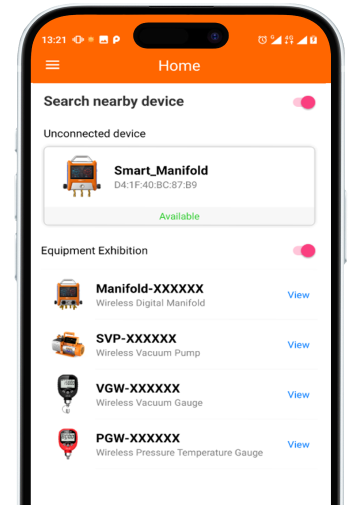 13:21
Home
Search nearby device
Unconnected device
Smart_Manifold
D4:1F:40:BC:87:B9
Available
Equipment Exhibition
Manifold-XXXXXX
Wireless Digital Manifold
View
SVP-XXXXXX
Wireless Vacuum Pump
View
VGW-XXXXXX
Wireless Vacuum Gauge
View
PGW-XXXXXX
Wireless Pressure Temperature Gauge
View